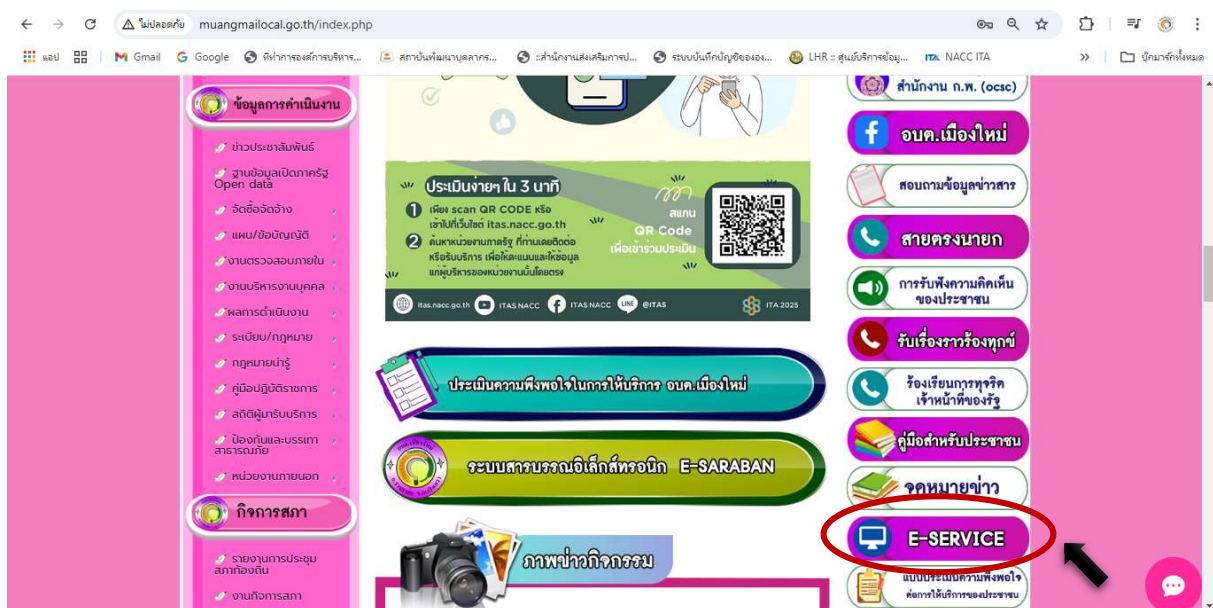 ไม่ปลอดภัย muangmailocal.go.th/index.php
แอป Gmail Google ที่ทำการองค์การบริหาร... สถาบันพัฒนาบุคลากร... ::สำนักงานส่งเสริมการป... ระบบบันทึกบัญชีขององ... LHR :: ศูนย์บริการข้อมู... ITA NACC ITA » บุ๊กมาร์กทั้งหมด
ข้อมูลการดำเนินงาน
ข่าวประชาสัมพันธ์
ฐานข้อมูลเปิดภาครัฐ
Open data
จัดซื้อจัดจ้าง
แผน/ข้อบัญญัติ
งานตรวจสอบภายใน
งานบริหารงานบุคคล
ผลการดำเนินงาน
ระเบียบ/กฎหมาย
กฎหมายน่ารู้
คู่มือปฏิบัติราชการ
สถิติผู้มารับบริการ
ป้องกันและบรรเทา
สาธารณภัย
หน่วยงานภายนอก
กิจการสภา
รายงานการประชุม
สภาท้องถิ่น
งานกิจการสภา
ประเมินง่ายๆ ใน 3 นาที
1 เพียง scan QR CODE หรือ
เข้าไปที่เว็บไซต์ itas.nacc.go.th
2 ค้นหาหน่วยงานภาครัฐ ที่ท่านเคยติดต่อ
หรือรับบริการ เพื่อให้คะแนนและให้ข้อมูล
แก่ผู้บริหารของหน่วยงานนั้นโดยตรง
สแกน
QR Code
เพื่อเข้าร่วมประเมิน
itas.nacc.go.th ITAS NACC ITAS NACC LINE @ITAS ITA 2025
ประเมินความพึงพอใจในการให้บริการ อบต.เมืองใหม่
ระบบสารบรรณอิเล็กส์ทรอนิก E-SARABAN
ภาพข่าวกิจกรรม
สำนักงาน ก.พ. (ocsc)
อบต.เมืองใหม่
สอบถามข้อมูลข่าวสาร
สายตรงนายก
การรับฟังความคิดเห็น
ของประชาชน
รับเรื่องราวร้องทุกข์
ร้องเรียนการทุจริต
เจ้าหน้าที่ของรัฐ
คู่มือสำหรับประชาชน
จดหมายข่าว
E-SERVICE
แบบประเมินความพึงพอใจ
ต่อการให้บริการของประชาชน